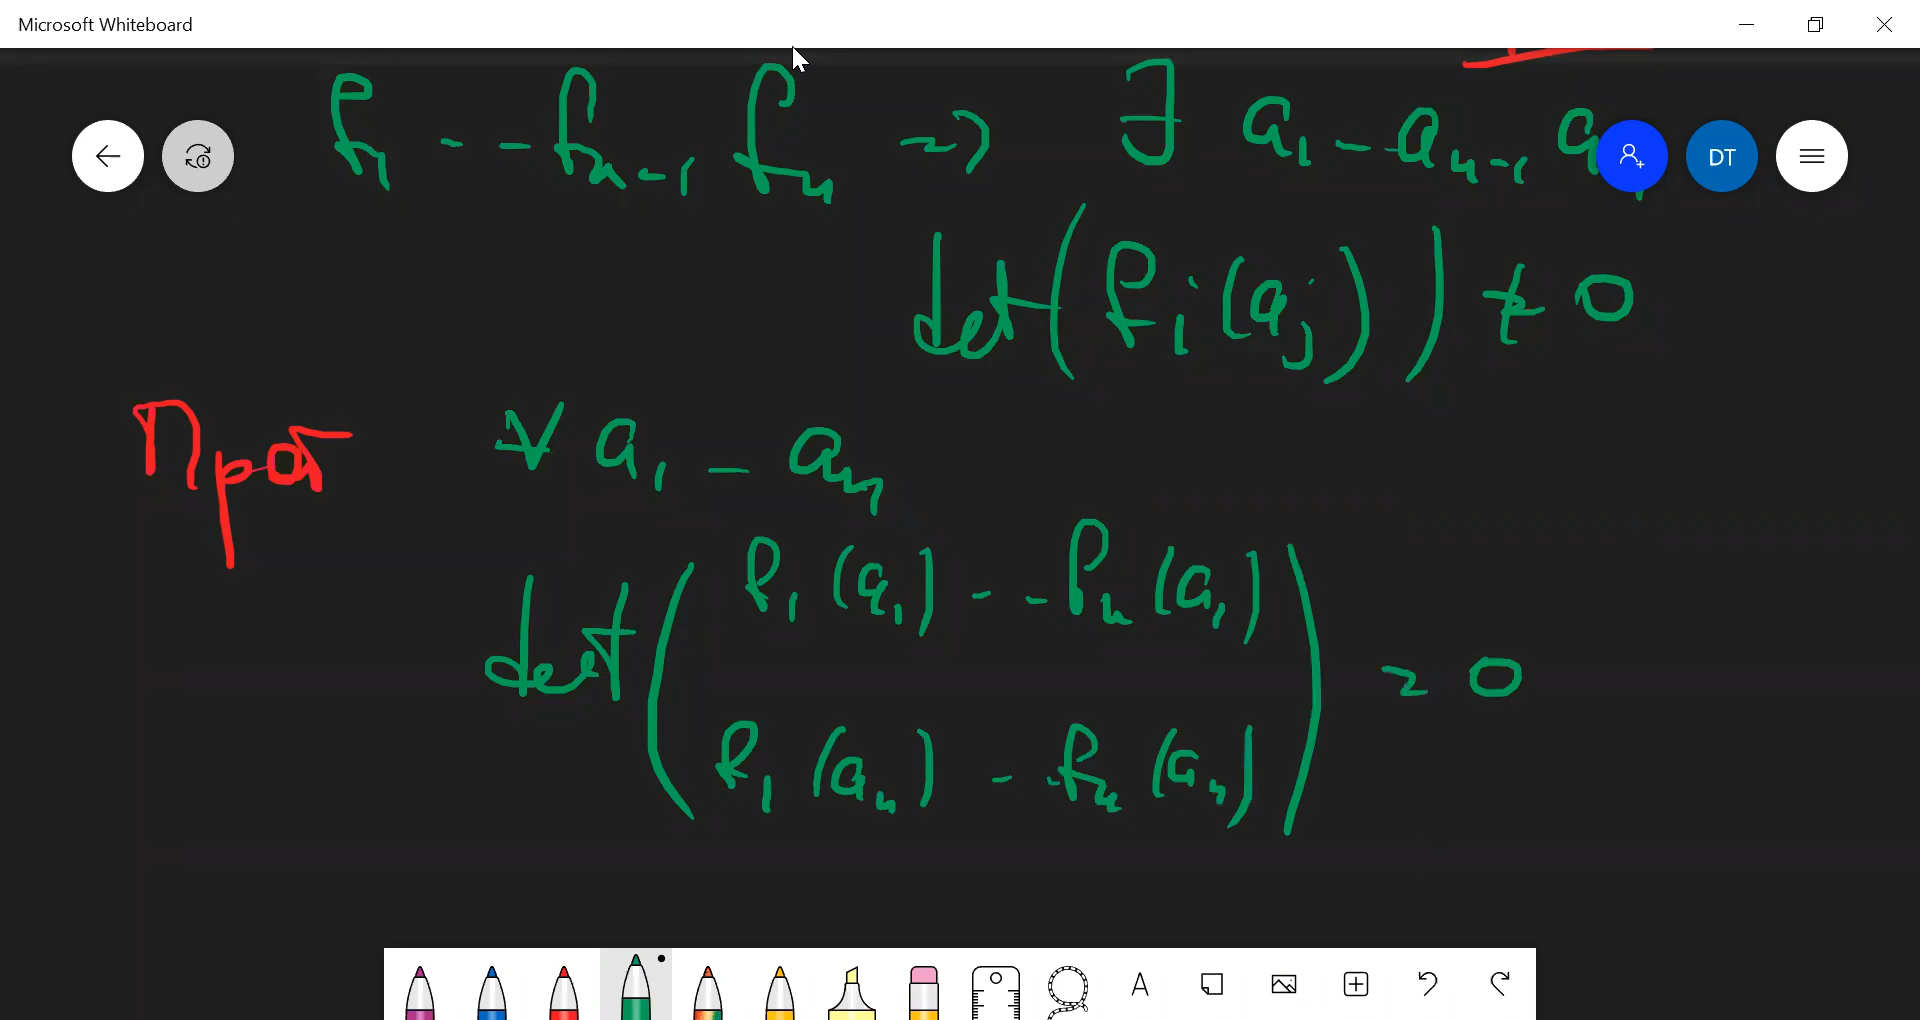 Microsoft Whiteboard
f₁ - - fₙ₋₁ fₙ => ∃ a₁ - - aₙ₋₁ aₙ
DT
det(fᵢ(aⱼ)) ≠ 0
Прот ∀ a₁ - aₙ
det( f₁(a₁) - - fₙ(a₁)
= 0
f₁(aₙ) - - fₙ(aₙ) )
A